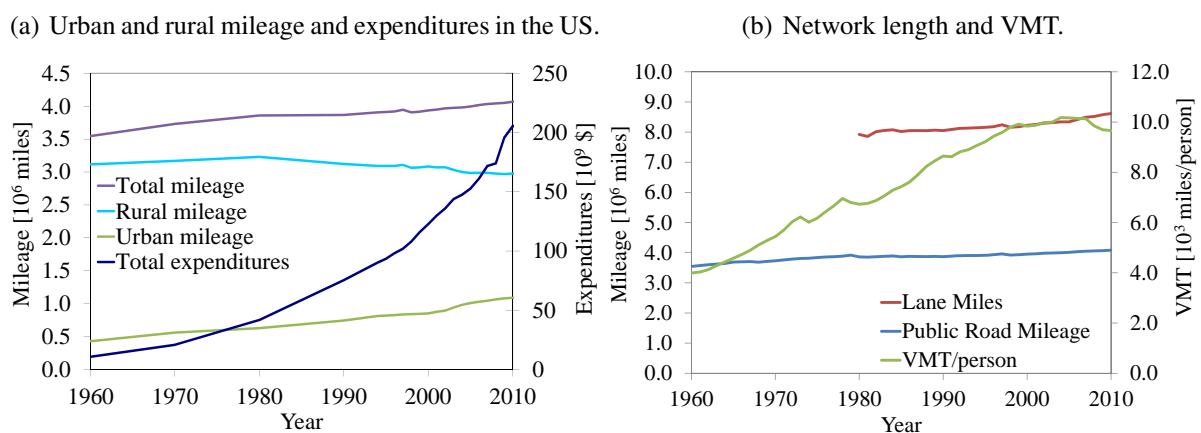 (a) Urban and rural mileage and expenditures in the US.
Mileage [10⁶ miles]
4.5
4.0
3.5
3.0
2.5
2.0
1.5
1.0
0.5
0.0
250
200
150
100
50
0
Expenditures [10⁹ $]
Total mileage
Rural mileage
Urban mileage
Total expenditures
1960 1970 1980 1990 2000 2010
Year
(b) Network length and VMT.
Mileage [10⁶ miles]
10.0
9.0
8.0
7.0
6.0
5.0
4.0
3.0
2.0
1.0
0.0
12.0
10.0
8.0
6.0
4.0
2.0
0.0
VMT [10³ miles/person]
Lane Miles
Public Road Mileage
VMT/person
1960 1970 1980 1990 2000 2010
Year